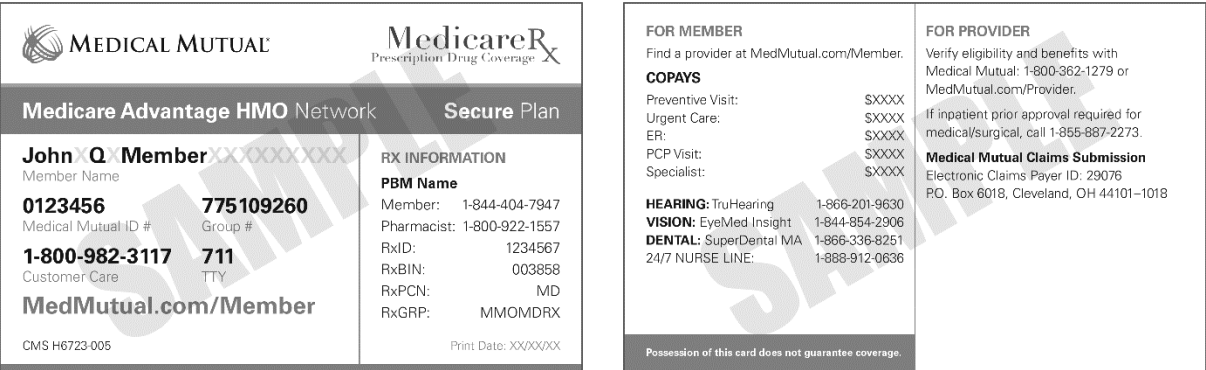 MEDICAL MUTUAL®
MedicareRx
Prescription Drug Coverage
Medicare Advantage HMO Network Secure Plan
JohnXQXMemberXXXXXXXXX
Member Name
0123456 775109260
Medical Mutual ID # Group #
1-800-982-3117 711
Customer Care TTY
MedMutual.com/Member
CMS H6723-005
RX INFORMATION
PBM Name
Member: 1-844-404-7947
Pharmacist: 1-800-922-1557
RxID: 1234567
RxBIN: 003858
RxPCN: MD
RxGRP: MMOMDRX
Print Date: XX/XX/XX
SAMPLE
FOR MEMBER
Find a provider at MedMutual.com/Member.
COPAYS
Preventive Visit: $XXXX
Urgent Care: $XXXX
ER: $XXXX
PCP Visit: $XXXX
Specialist: $XXXX
HEARING: TruHearing 1-866-201-9630
VISION: EyeMed Insight 1-844-854-2906
DENTAL: SuperDental MA 1-866-336-8251
24/7 NURSE LINE: 1-888-912-0636
Possession of this card does not guarantee coverage.
FOR PROVIDER
Verify eligibility and benefits with
Medical Mutual: 1-800-362-1279 or
MedMutual.com/Provider.
If inpatient prior approval required for
medical/surgical, call 1-855-887-2273.
Medical Mutual Claims Submission
Electronic Claims Payer ID: 29076
P.O. Box 6018, Cleveland, OH 44101–1018
SAMPLE